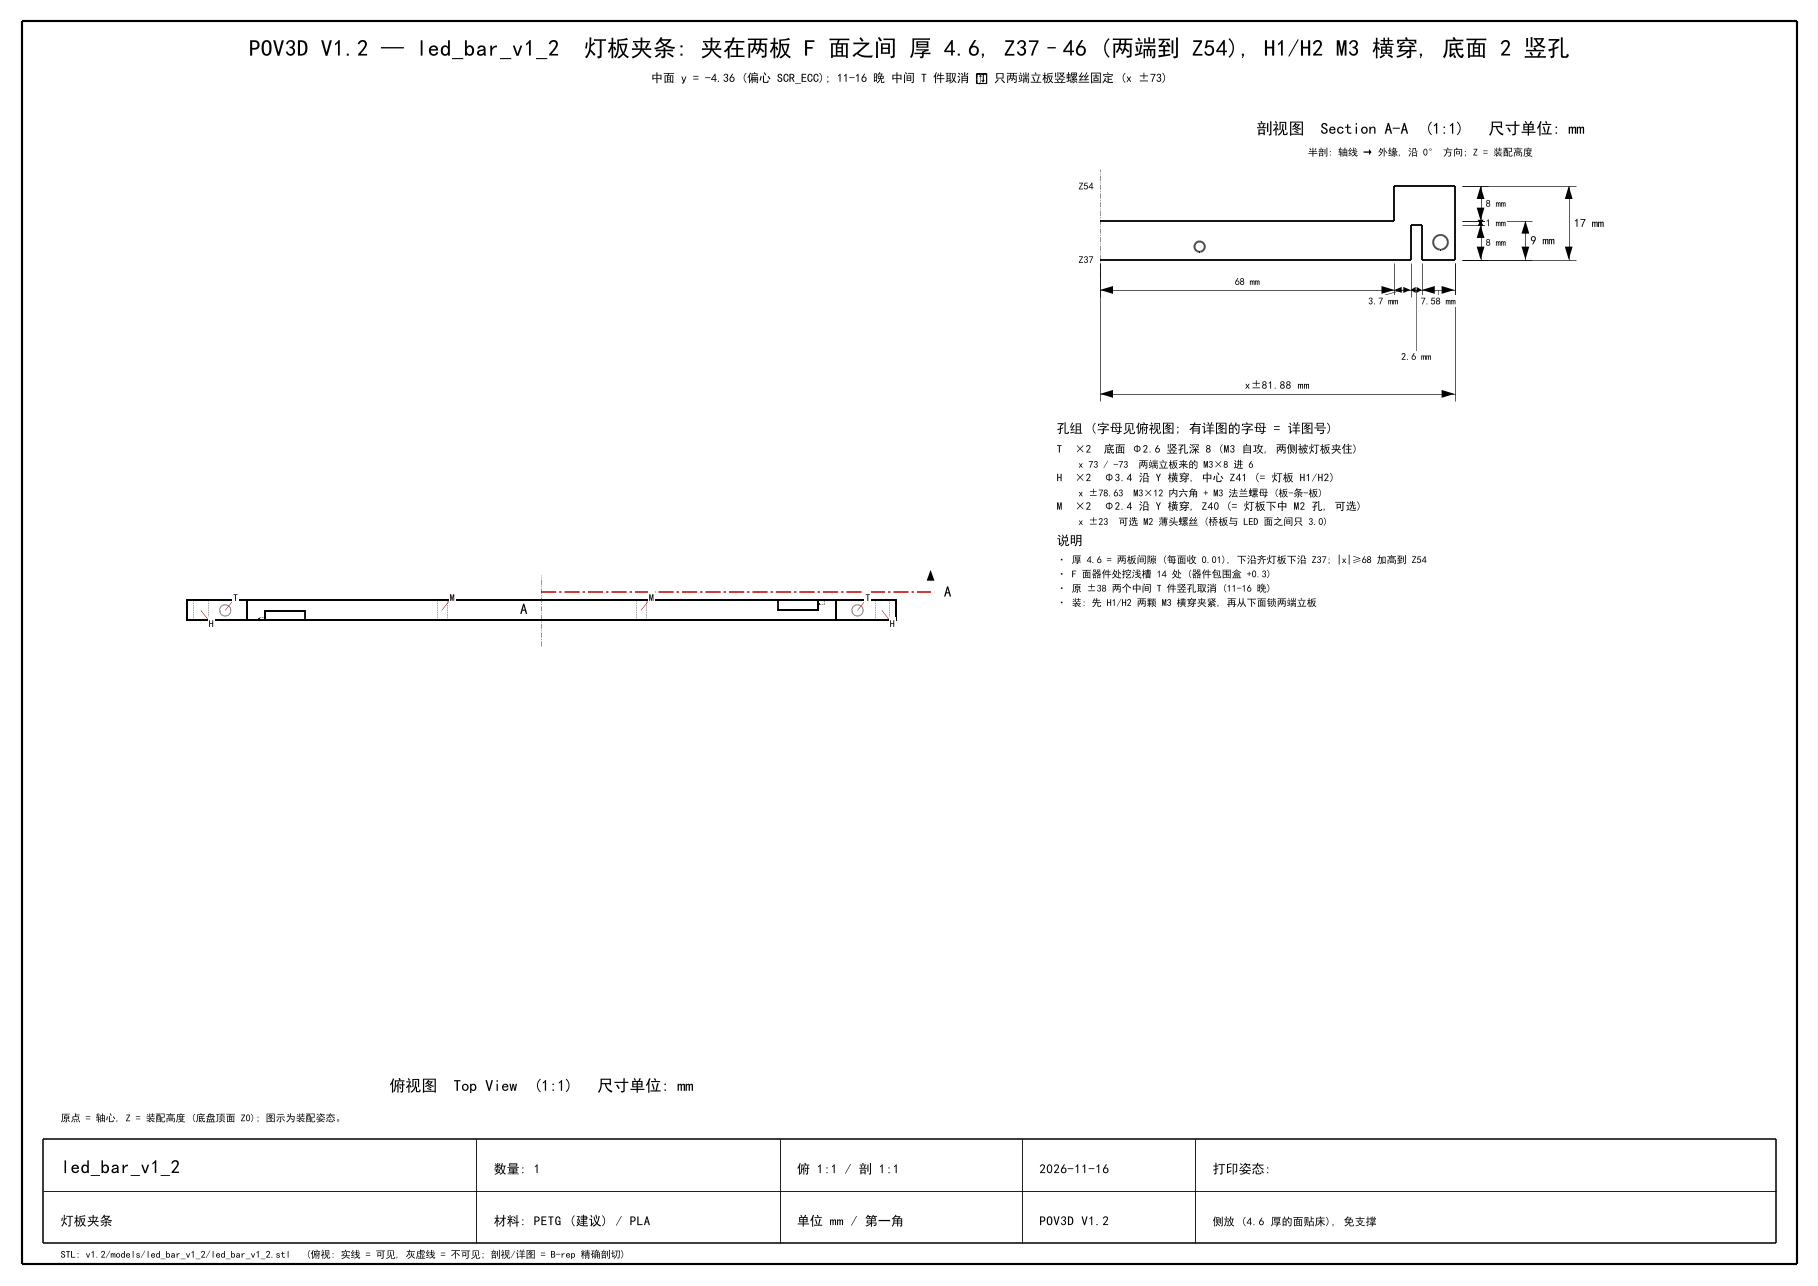 POV3D V1.2 — led_bar_v1_2  灯板夹条: 夹在两板 F 面之间 厚 4.6, Z37–46 (两端到 Z54), H1/H2 M3 横穿, 底面 2 竖孔
中面 y = -4.36 (偏心 SCR_ECC); 11-16 晚 中间 T 件取消 只两端立板竖螺丝固定 (x ±73)
剖视图  Section A-A  (1:1)  尺寸单位: mm
半剖: 轴线 → 外缘, 沿 0° 方向; Z = 装配高度
Z54
8 mm
1 mm
17 mm
8 mm
9 mm
Z37
68 mm
3.7 mm
7.58 mm
2.6 mm
x±81.88 mm
孔组 (字母见俯视图; 有详图的字母 = 详图号)
T  ×2  底面 Φ2.6 竖孔深 8 (M3 自攻, 两侧被灯板夹住)
x 73 / -73  两端立板来的 M3×8 进 6
H  ×2  Φ3.4 沿 Y 横穿, 中心 Z41 (= 灯板 H1/H2)
x ±78.63  M3×12 内六角 + M3 法兰螺母 (板-条-板)
M  ×2  Φ2.4 沿 Y 横穿, Z40 (= 灯板下中 M2 孔, 可选)
x ±23  可选 M2 薄头螺丝 (桥板与 LED 面之间只 3.0)
说明
· 厚 4.6 = 两板间隙 (每面收 0.01), 下沿齐灯板下沿 Z37; |x|≥68 加高到 Z54
· F 面器件处挖浅槽 14 处 (器件包围盒 +0.3)
· 原 ±38 两个中间 T 件竖孔取消 (11-16 晚)
· 装: 先 H1/H2 两颗 M3 横穿夹紧, 再从下面锁两端立板
A
T
M
M
T
A
H
H
俯视图  Top View  (1:1)  尺寸单位: mm
原点 = 轴心, Z = 装配高度 (底盘顶面 Z0); 图示为装配姿态。
led_bar_v1_2
数量: 1
俯 1:1 / 剖 1:1
2026-11-16
打印姿态:
灯板夹条
材料: PETG (建议) / PLA
单位 mm / 第一角
POV3D V1.2
侧放 (4.6 厚的面贴床), 免支撑
STL: v1.2/models/led_bar_v1_2/led_bar_v1_2.stl  (俯视: 实线 = 可见, 灰虚线 = 不可见; 剖视/详图 = B-rep 精确剖切)